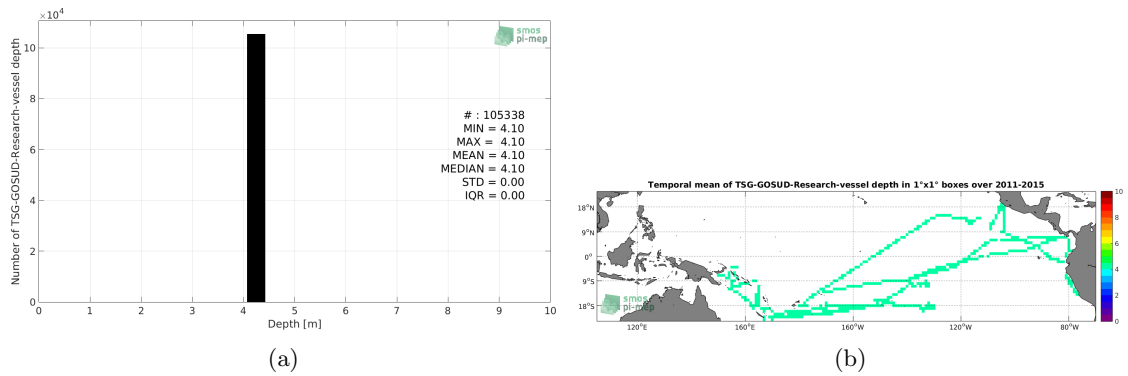 ×10⁴
10
8
6
4
2
0
Number of TSG-GOSUD-Research-vessel depth
smos
pi-mep
# : 105338
MIN = 4.10
MAX = 4.10
MEAN = 4.10
MEDIAN = 4.10
STD = 0.00
IQR = 0.00
0 1 2 3 4 5 6 7 8 9 10
Depth [m]
(a)
Temporal mean of TSG-GOSUD-Research-vessel depth in 1°x1° boxes over 2011-2015
18°N
9°N
0°
9°S
18°S
smos
pi-mep
120°E 160°E 160°W 120°W 80°W
10
8
6
4
2
0
(b)